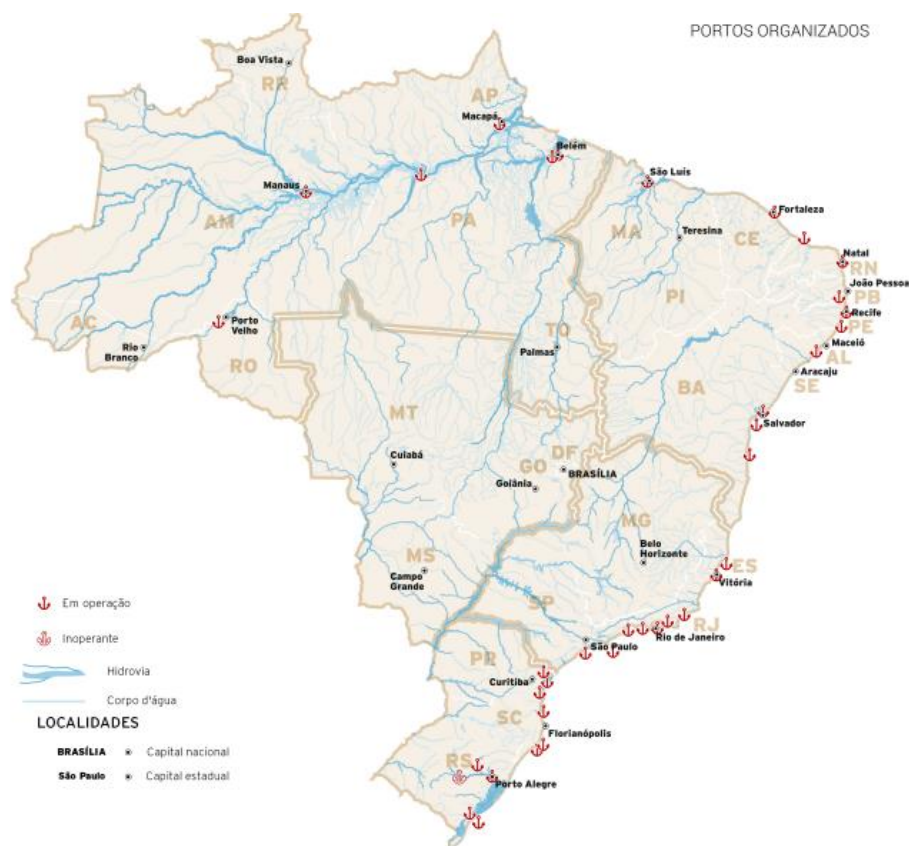 PORTOS ORGANIZADOS
Boa Vista
RR
AP
Macapá
Belém
São Luís
Manaus
Fortaleza
AM
PA
MA
Teresina
CE
Natal
RN
João Pessoa
PB
PI
Recife
PE
AC
Porto
Velho
TO
Maceió
AL
Rio
Branco
RO
Palmas
Aracaju
SE
BA
MT
Salvador
Cuiabá
GO
DF
BRASÍLIA
Goiânia
MG
Belo
Horizonte
MS
Campo
Grande
ES
Vitória
SP
RJ
Rio de Janeiro
São Paulo
PR
Curitiba
SC
Florianópolis
RS
Porto Alegre
Em operação
Inoperante
Hidrovia
Corpo d'água
LOCALIDADES
BRASÍLIA Capital nacional
São Paulo Capital estadual